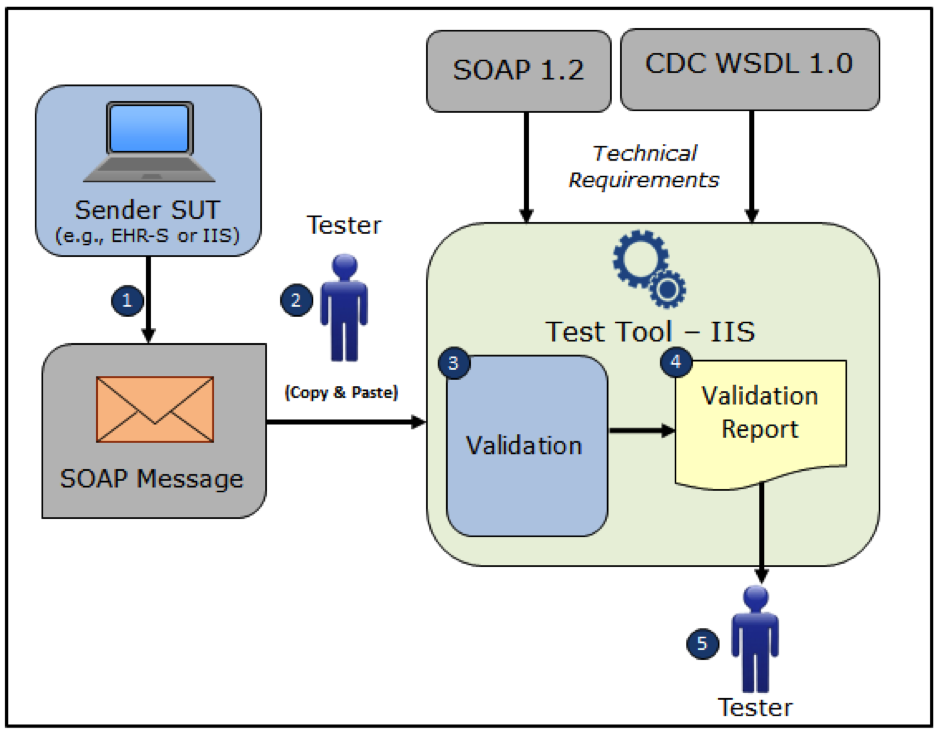 SOAP 1.2
CDC WSDL 1.0
Technical
Requirements
Sender SUT
(e.g., EHR-S or IIS)
1
Tester
2
(Copy & Paste)
SOAP Message
Test Tool – IIS
3
Validation
4
Validation
Report
5
Tester